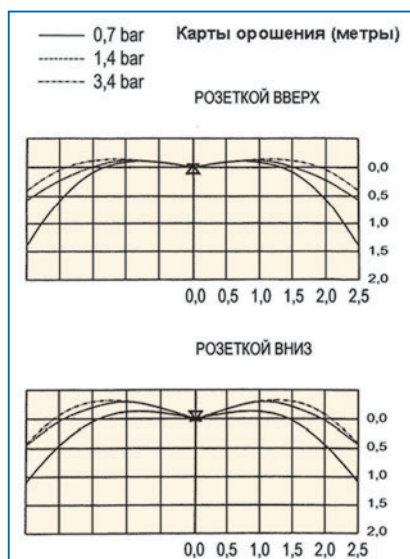 0,7 bar Карты орошения (метры)
1,4 bar
3,4 bar
РОЗЕТКОЙ ВВЕРХ
0,0
0,5
1,0
1,5
2,0
0,0 0,5 1,0 1,5 2,0 2,5
РОЗЕТКОЙ ВНИЗ
0,0
0,5
1,0
1,5
2,0
0,0 0,5 1,0 1,5 2,0 2,5